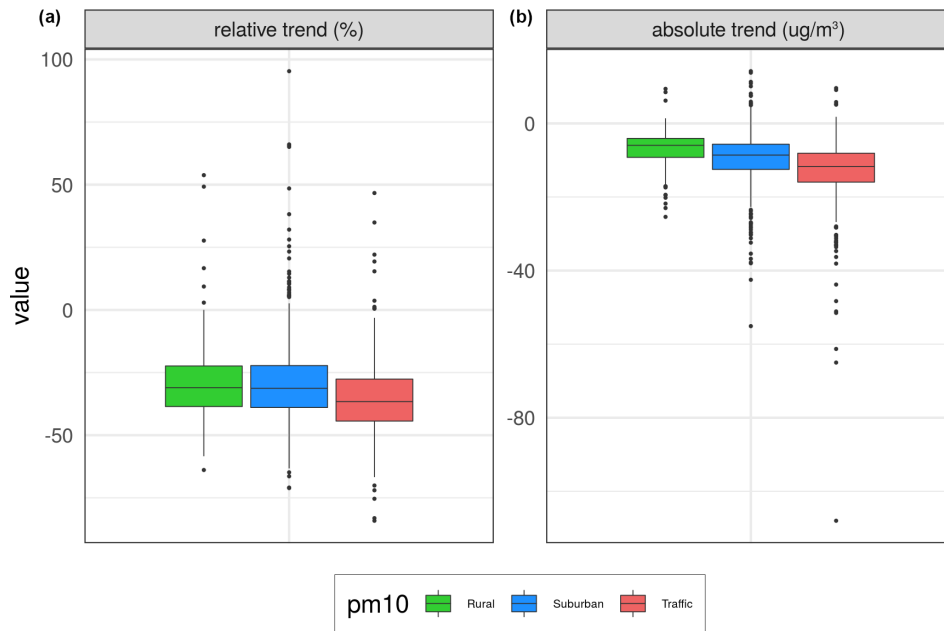 (a)
relative trend (%)
(b)
absolute trend (ug/m³)
value
100
50
0
-50
0
-40
-80
pm10
Rural
Suburban
Traffic